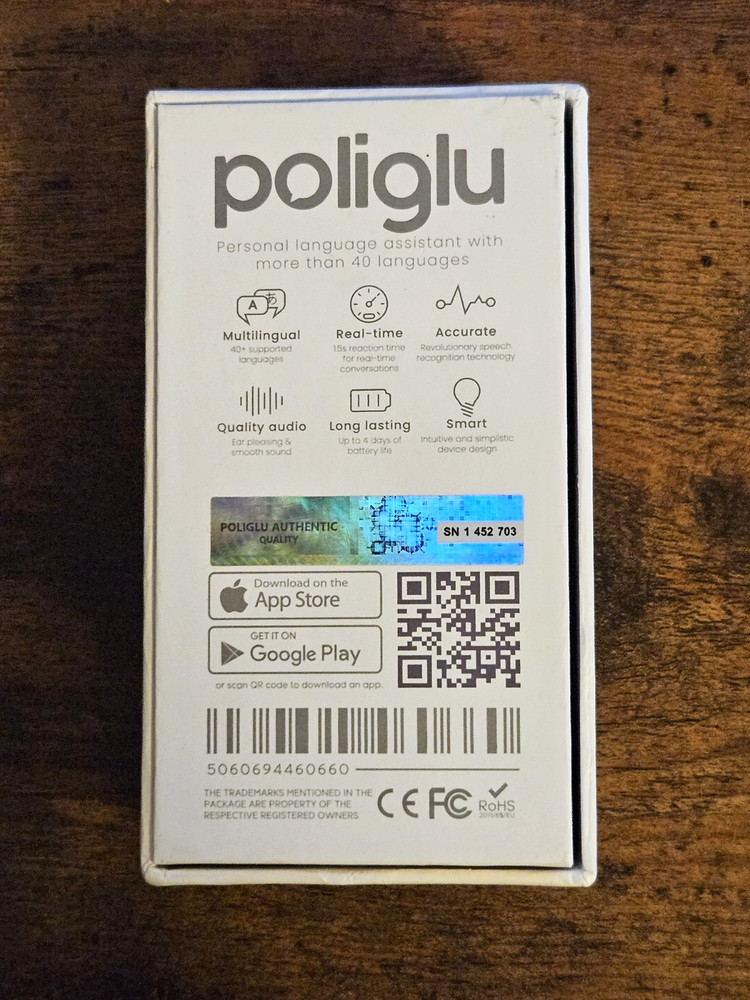 poliglu
Personal language assistant with
more than 40 languages
A あ
Multilingual
40+ supported
languages
Real-time
1.5s reaction time
for real-time
conversations
Accurate
Revolutionary speech
recognition technology
Quality audio
Ear pleasing &
smooth sound
Long lasting
Up to 4 days of
battery life
Smart
Intuitive and simplistic
device design
POLIGLU AUTHENTIC
QUALITY
SN 1 452 703
Download on the
App Store
GET IT ON
Google Play
or scan QR code to download an app.
5060694460660
THE TRADEMARKS MENTIONED IN THE
PACKAGE ARE PROPERTY OF THE
RESPECTIVE REGISTERED OWNERS
CE FC RoHS